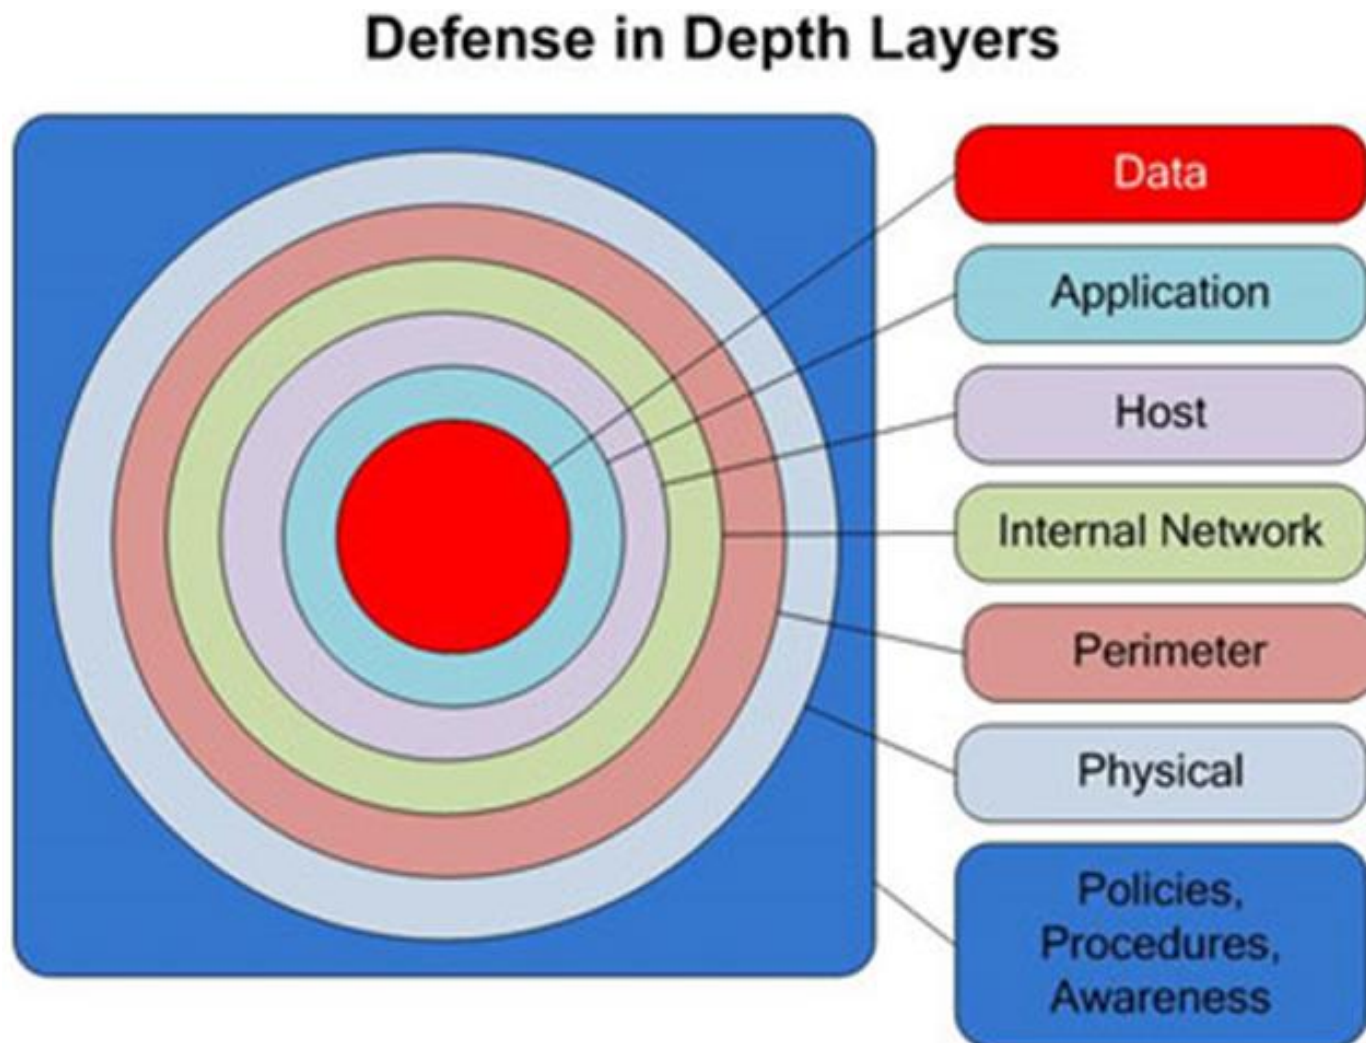 Defense in Depth Layers
Data
Application
Host
Internal Network
Perimeter
Physical
Policies,
Procedures,
Awareness